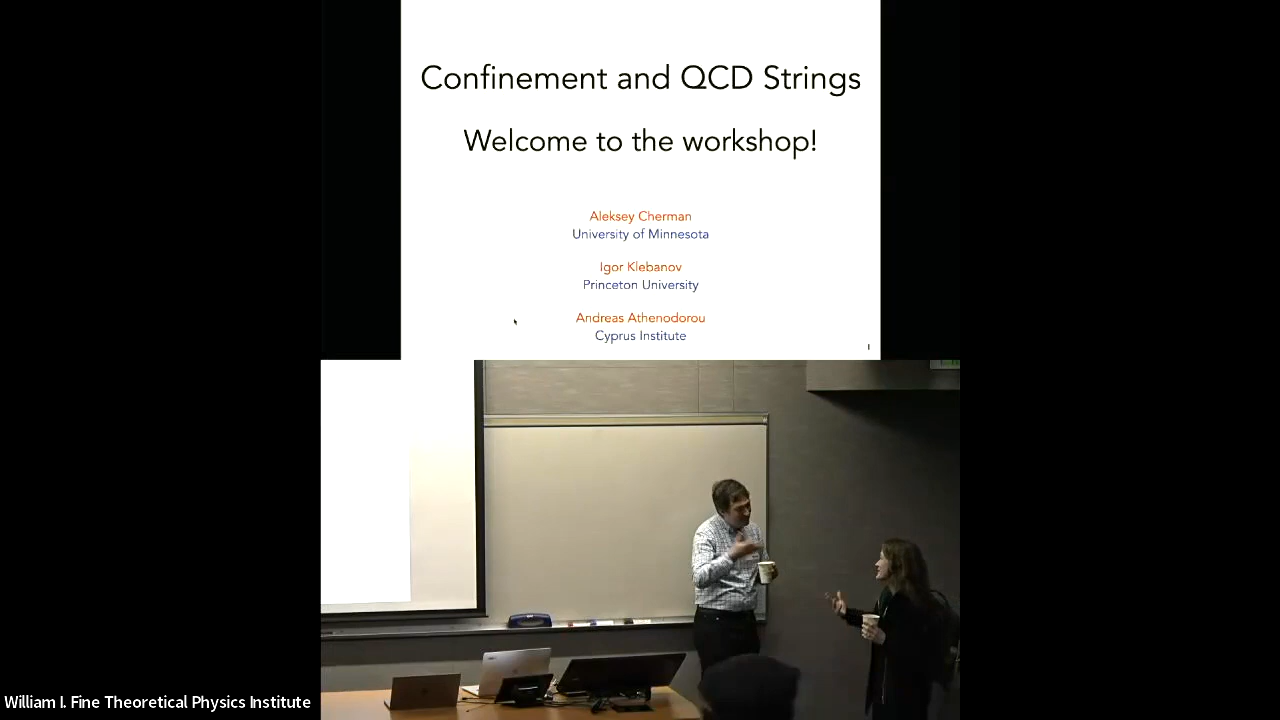 Confinement and QCD Strings
Welcome to the workshop!
Aleksey Cherman
University of Minnesota
Igor Klebanov
Princeton University
Andreas Athenodorou
Cyprus Institute
1
William I. Fine Theoretical Physics Institute